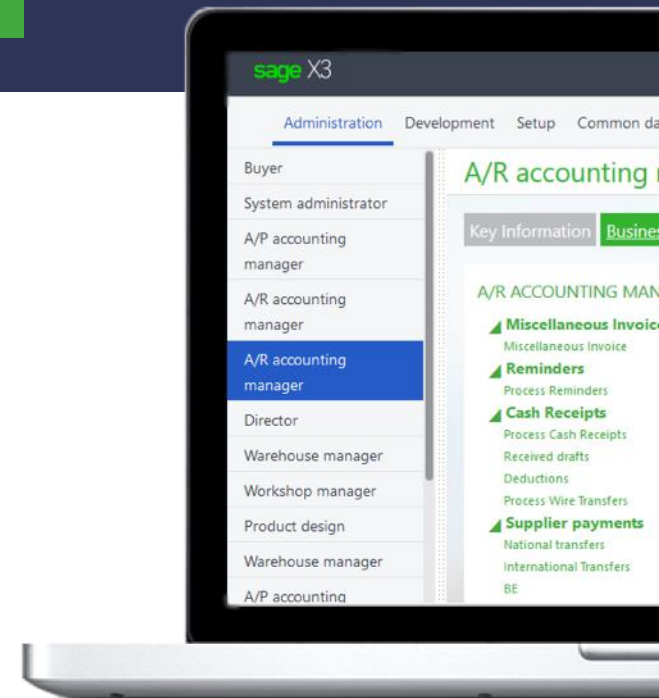 sage X3
Administration Development Setup Common da
Buyer
System administrator
A/P accounting
manager
A/R accounting
manager
A/R accounting
manager
Director
Warehouse manager
Workshop manager
Product design
Warehouse manager
A/P accounting
A/R accounting
Key Information Busines
A/R ACCOUNTING MAN
Miscellaneous Invoice
Miscellaneous Invoice
Reminders
Process Reminders
Cash Receipts
Process Cash Receipts
Received drafts
Deductions
Process Wire Transfers
Supplier payments
National transfers
International Transfers
BE